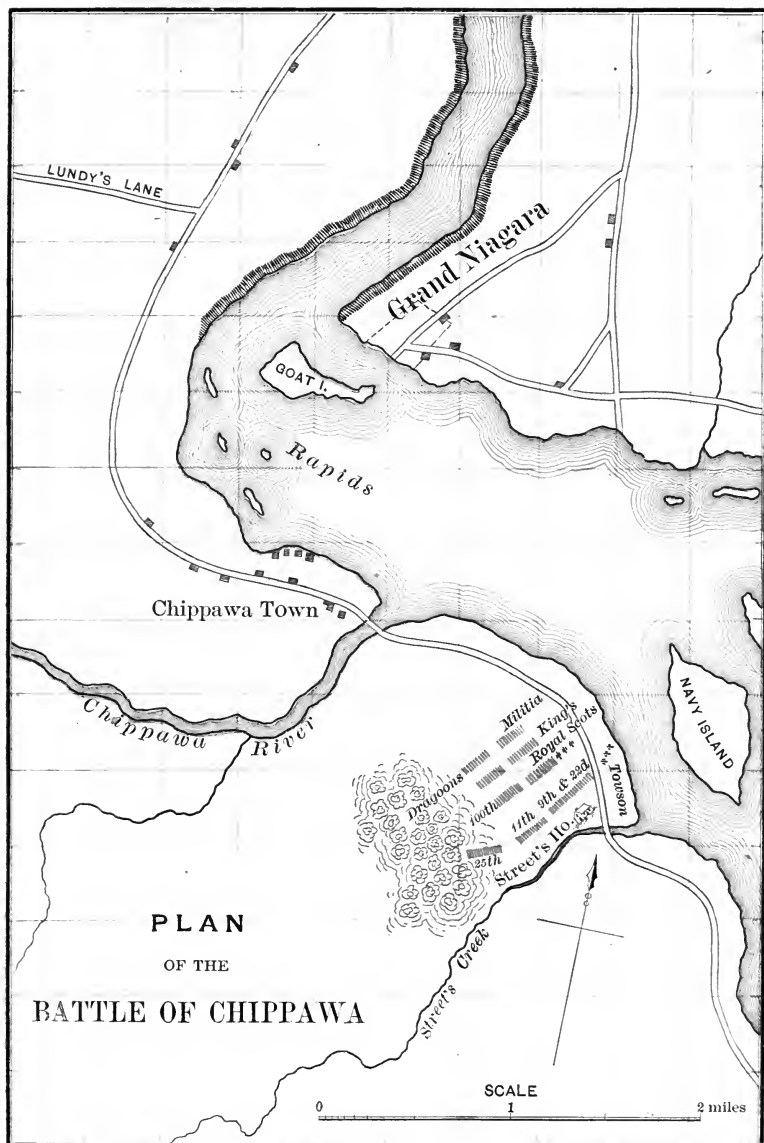 LUNDY'S LANE
Grand Niagara
GOAT I.
Rapids
Chippawa Town
Chippawa River
NAVY ISLAND
Militia
Dragoons
King's
Royal Scots
100th
Towson
11th 9th & 22d
25th
Street's Ho.
Street's Creek
PLAN
OF THE
BATTLE OF CHIPPAWA
SCALE
0 1 2 miles